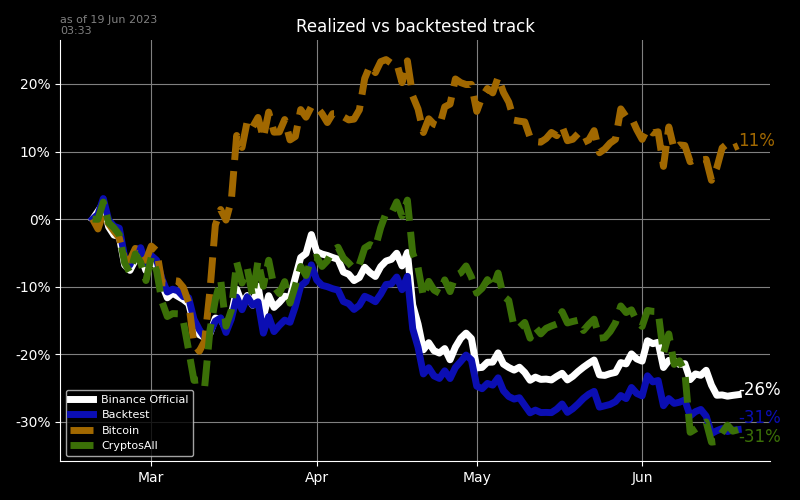 as of 19 Jun 2023
03:33
Realized vs backtested track
20%
10%
0%
-10%
-20%
-30%
11%
-26%
-31%
-31%
Binance Official
Backtest
Bitcoin
CryptosAll
Mar
Apr
May
Jun